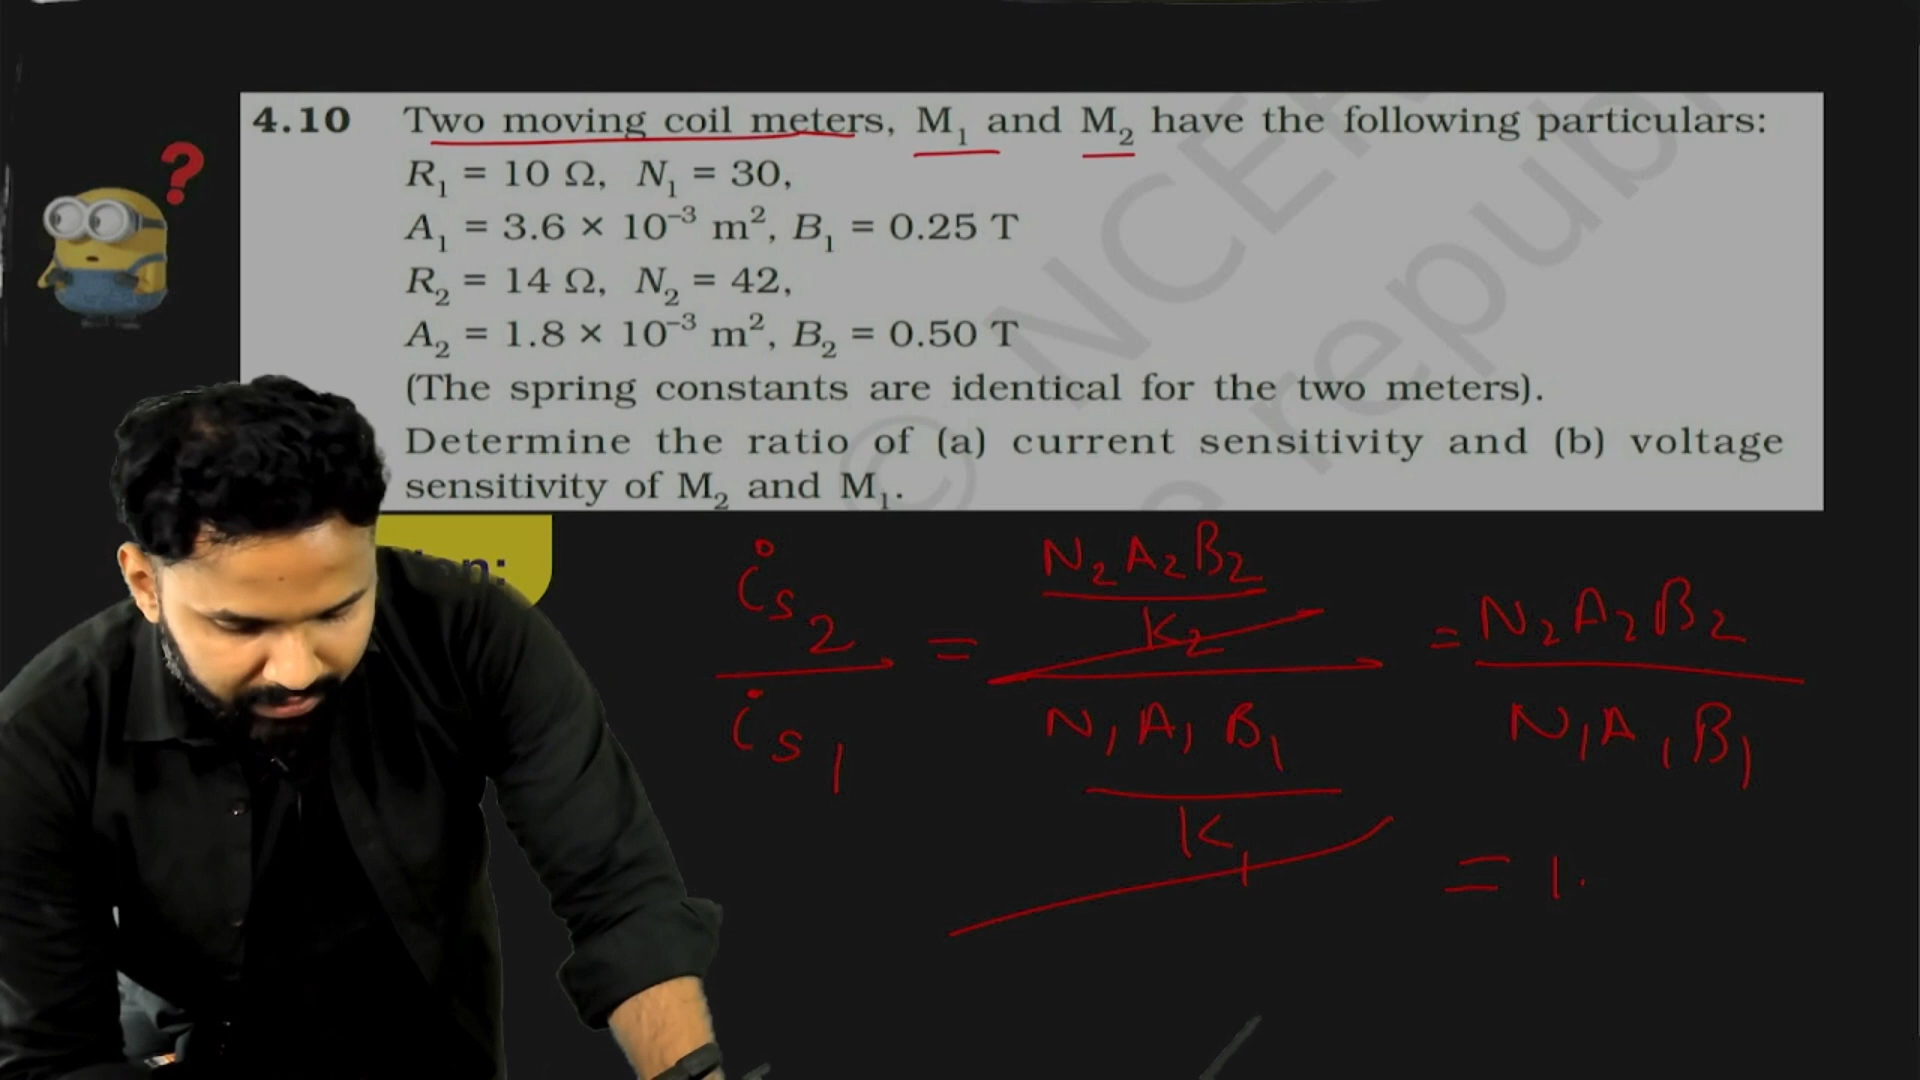 4.10 Two moving coil meters, M₁ and M₂ have the following particulars:
R₁ = 10 Ω, N₁ = 30,
A₁ = 3.6 × 10⁻³ m², B₁ = 0.25 T
R₂ = 14 Ω, N₂ = 42,
A₂ = 1.8 × 10⁻³ m², B₂ = 0.50 T
(The spring constants are identical for the two meters).
Determine the ratio of (a) current sensitivity and (b) voltage
sensitivity of M₂ and M₁.
iₛ₂ / iₛ₁ = (N₂A₂B₂ / K₂) / (N₁A₁B₁ / K₁) = N₂A₂B₂ / N₁A₁B₁
= 1.
?